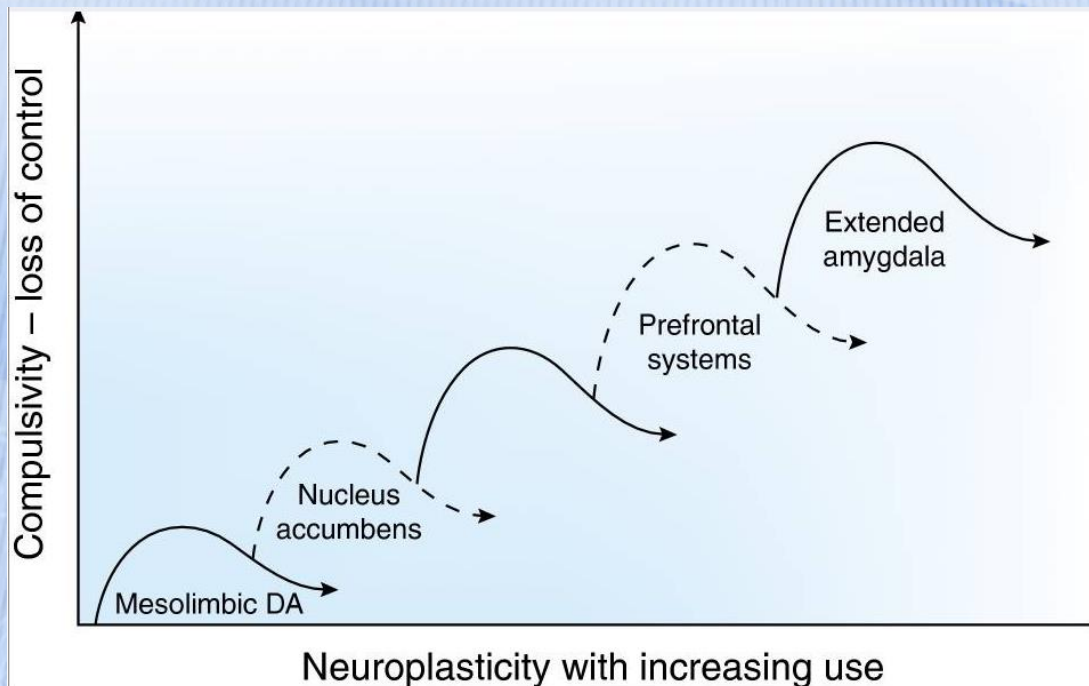 Compulsivity – loss of control
Extended
amygdala
Prefrontal
systems
Nucleus
accumbens
Mesolimbic DA
Neuroplasticity with increasing use